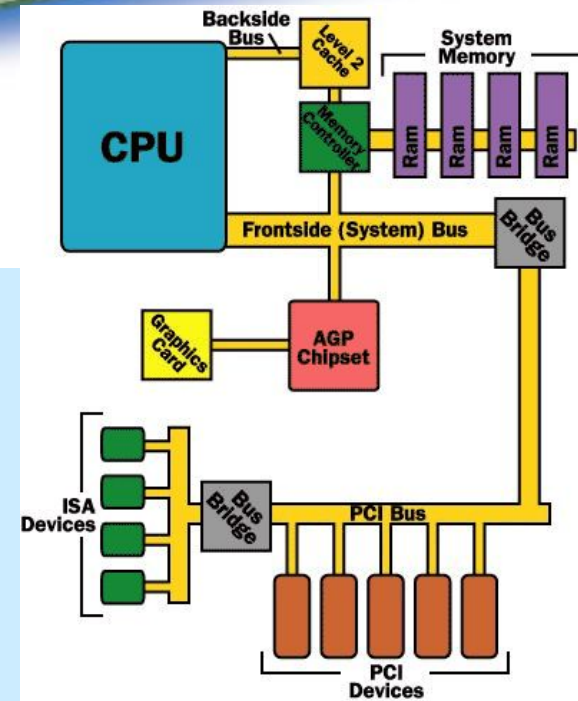 Backside
Bus
Level 2
Cache
System
Memory
CPU
Memory
Controller
Ram
Ram
Ram
Ram
Frontside (System) Bus
Bus
Bridge
Graphics
Card
AGP
Chipset
ISA
Devices
Bus
Bridge
PCI Bus
PCI
Devices